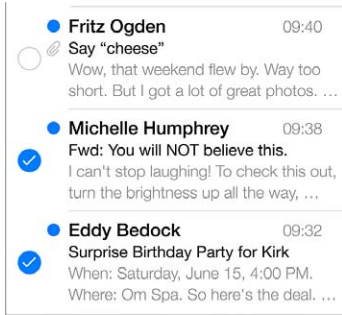 Fritz Ogden 09:40
Say “cheese”
Wow, that weekend flew by. Way too
short. But I got a lot of great photos. …
Michelle Humphrey 09:38
Fwd: You will NOT believe this.
I can't stop laughing! To check this out,
turn the brightness up all the way, …
Eddy Bedock 09:32
Surprise Birthday Party for Kirk
When: Saturday, June 15, 4:00 PM.
Where: Om Spa. So here's the deal. …